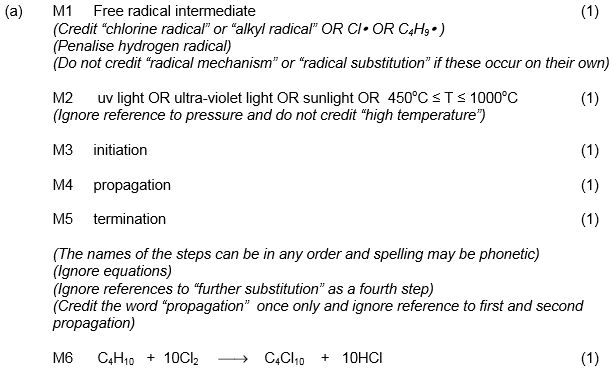 (a) M1 Free radical intermediate (1)
(Credit “chlorine radical” or “alkyl radical” OR Cl• OR C₄H₉• )
(Penalise hydrogen radical)
(Do not credit “radical mechanism” or “radical substitution” if these occur on their own)
M2 uv light OR ultra-violet light OR sunlight OR 450°C ≤ T ≤ 1000°C (1)
(Ignore reference to pressure and do not credit “high temperature”)
M3 initiation (1)
M4 propagation (1)
M5 termination (1)
(The names of the steps can be in any order and spelling may be phonetic)
(Ignore equations)
(Ignore references to “further substitution” as a fourth step)
(Credit the word “propagation” once only and ignore reference to first and second
propagation)
M6 C₄H₁₀ + 10Cl₂ ⟶ C₄Cl₁₀ + 10HCl (1)